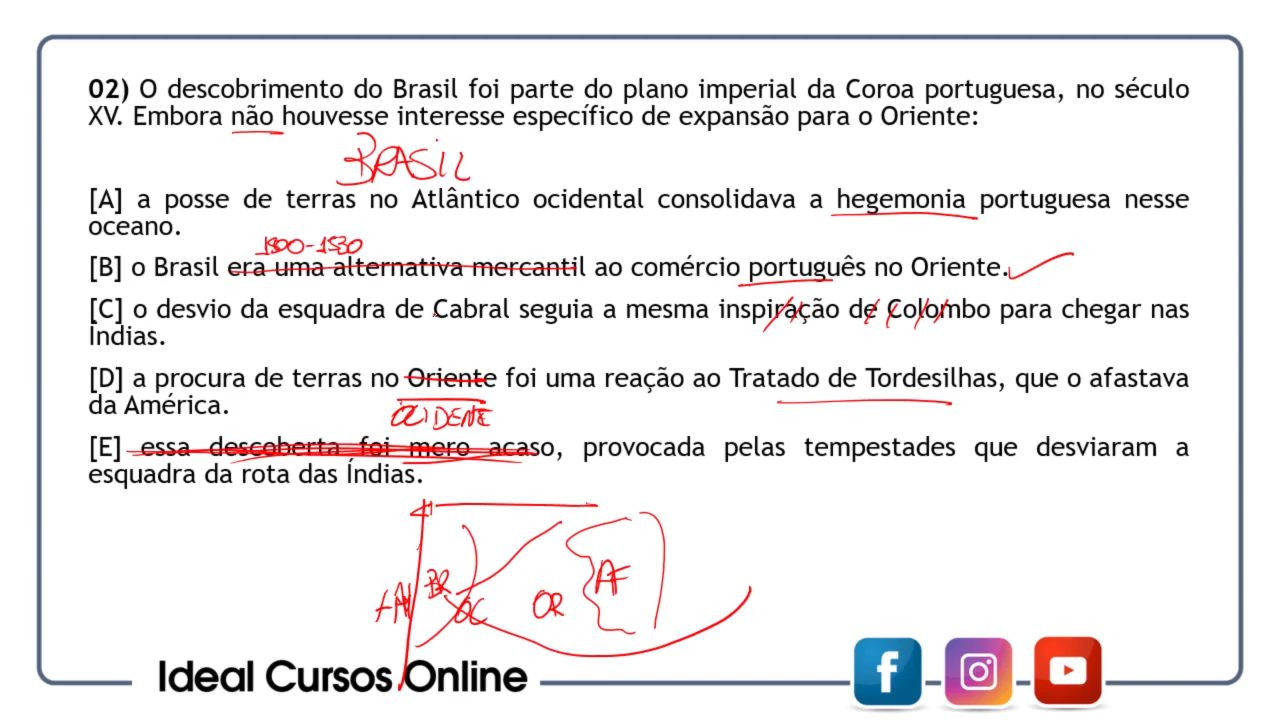 02) O descobrimento do Brasil foi parte do plano imperial da Coroa portuguesa, no século
XV. Embora não houvesse interesse específico de expansão para o Oriente:
BRASIL
[A] a posse de terras no Atlântico ocidental consolidava a hegemonia portuguesa nesse
oceano.
1500-1530
[B] o Brasil era uma alternativa mercantil ao comércio português no Oriente.
[C] o desvio da esquadra de Cabral seguia a mesma inspiração de Colombo para chegar nas
Índias.
[D] a procura de terras no Oriente foi uma reação ao Tratado de Tordesilhas, que o afastava
da América.
OCIDENTE
[E] essa descoberta foi mero acaso, provocada pelas tempestades que desviaram a
esquadra da rota das Índias.
BR OC OR AF
Ideal Cursos Online